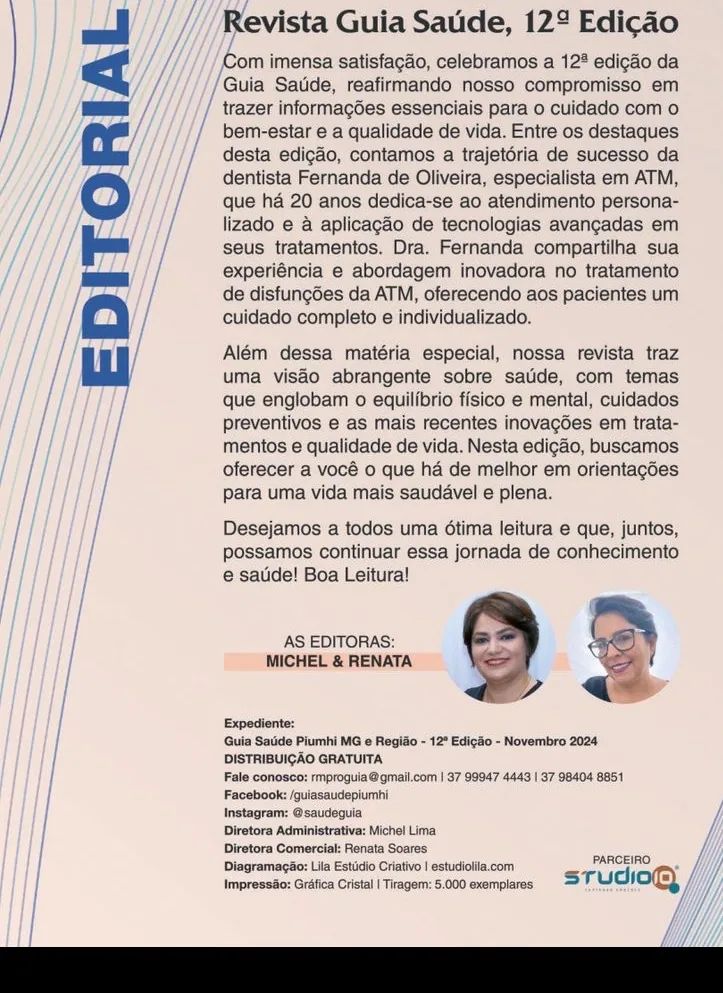 EDITORIAL
Revista Guia Saúde, 12ª Edição
Com imensa satisfação, celebramos a 12ª edição da
Guia Saúde, reafirmando nosso compromisso em
trazer informações essenciais para o cuidado com o
bem-estar e a qualidade de vida. Entre os destaques
desta edição, contamos a trajetória de sucesso da
dentista Fernanda de Oliveira, especialista em ATM,
que há 20 anos dedica-se ao atendimento persona-
lizado e à aplicação de tecnologias avançadas em
seus tratamentos. Dra. Fernanda compartilha sua
experiência e abordagem inovadora no tratamento
de disfunções da ATM, oferecendo aos pacientes um
cuidado completo e individualizado.
Além dessa matéria especial, nossa revista traz
uma visão abrangente sobre saúde, com temas
que englobam o equilíbrio físico e mental, cuidados
preventivos e as mais recentes inovações em trata-
mentos e qualidade de vida. Nesta edição, buscamos
oferecer a você o que há de melhor em orientações
para uma vida mais saudável e plena.
Desejamos a todos uma ótima leitura e que, juntos,
possamos continuar essa jornada de conhecimento
e saúde! Boa Leitura!
AS EDITORAS:
MICHEL & RENATA
Expediente:
Guia Saúde Piumhi MG e Região - 12ª Edição - Novembro 2024
DISTRIBUIÇÃO GRATUITA
Fale conosco: rmproguia@gmail.com | 37 99947 4443 | 37 98404 8851
Facebook: /guiasaudepiumhi
Instagram: @saudeguia
Diretora Administrativa: Michel Lima
Diretora Comercial: Renata Soares
Diagramação: Lila Estúdio Criativo | estudiolila.com
Impressão: Gráfica Cristal | Tiragem: 5.000 exemplares
PARCEIRO
STUDIO10